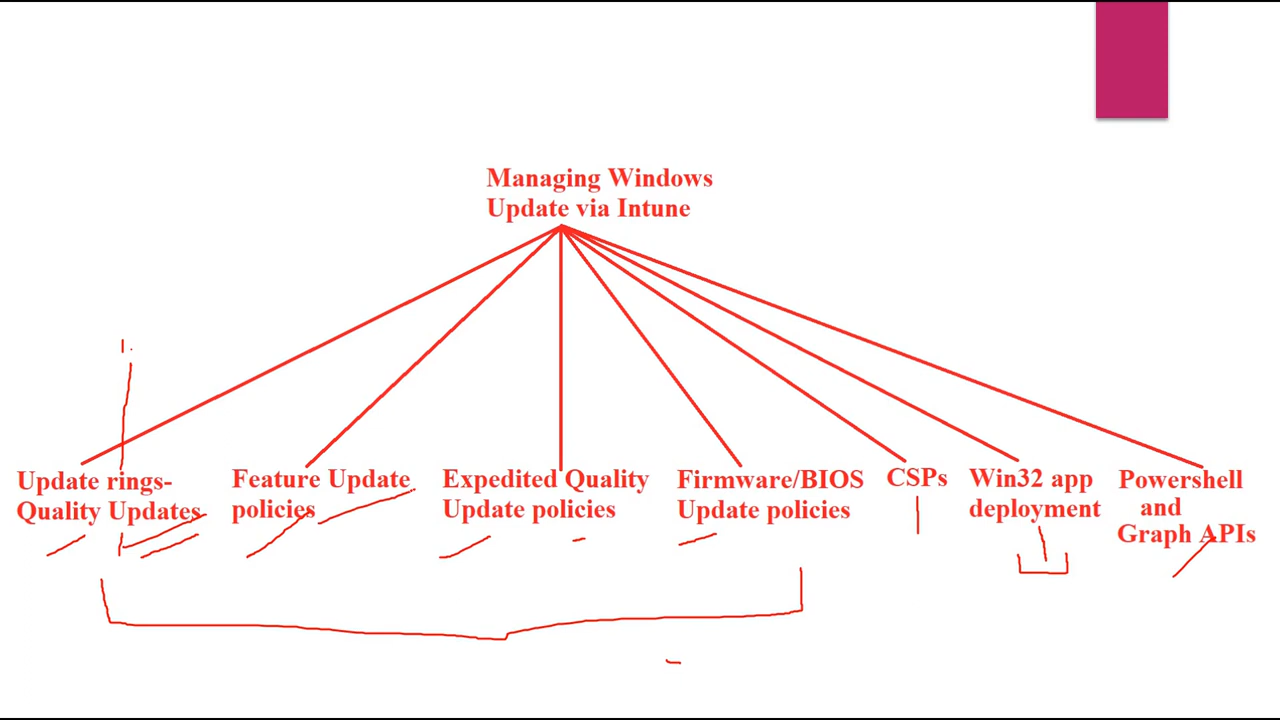 Managing Windows
Update via Intune
Update rings-
Quality Updates
Feature Update
policies
Expedited Quality
Update policies
Firmware/BIOS
Update policies
CSPs
Win32 app
deployment
Powershell
and
Graph APIs